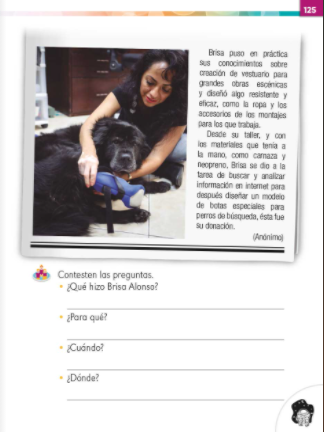 125
Brisa puso en práctica
sus conocimientos sobre
creación de vestuario para
grandes obras escénicas
y diseñó algo resistente y
eficaz, como la ropa y los
accesorios de los montajes
para los que trabaja.
Desde su taller, y con
los materiales que tenía a
la mano, como carnaza y
neopreno, Brisa se dio a la
tarea de buscar y analizar
información en internet para
después diseñar un modelo
de botas especiales para
perros de búsqueda, ésta fue
su donación.
(Anónimo)
Contesten las preguntas.
• ¿Qué hizo Brisa Alonso?
• ¿Para qué?
• ¿Cuándo?
• ¿Dónde?